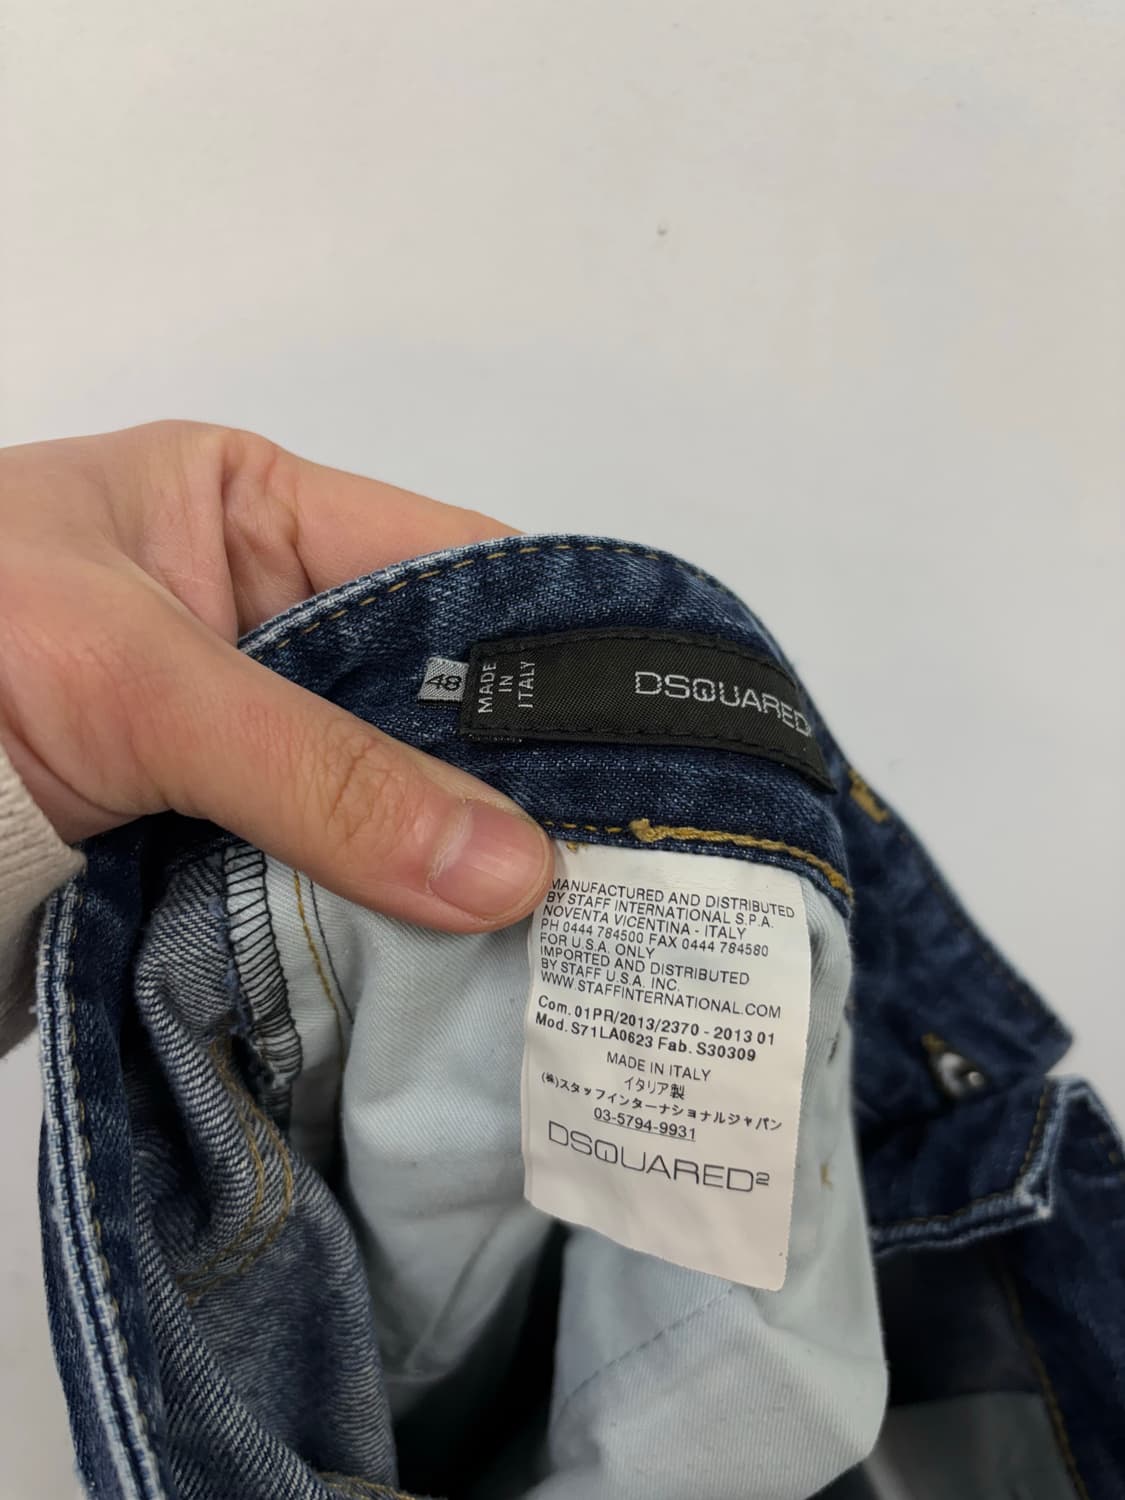 48
MADE
IN
ITALY
DSQUARED
MANUFACTURED AND DISTRIBUTED
BY STAFF INTERNATIONAL S.P.A.
NOVENTA VICENTINA - ITALY
PH 0444 784500 FAX 0444 784580
FOR U.S.A. ONLY
IMPORTED AND DISTRIBUTED
BY STAFF U.S.A. INC.
WWW.STAFFINTERNATIONAL.COM
Com. 01PR/2013/2370 - 2013 01
Mod. S71LA0623 Fab. S30309
MADE IN ITALY
イタリア製
(株)スタッフインターナショナルジャパン
03-5794-9931
DSQUARED²